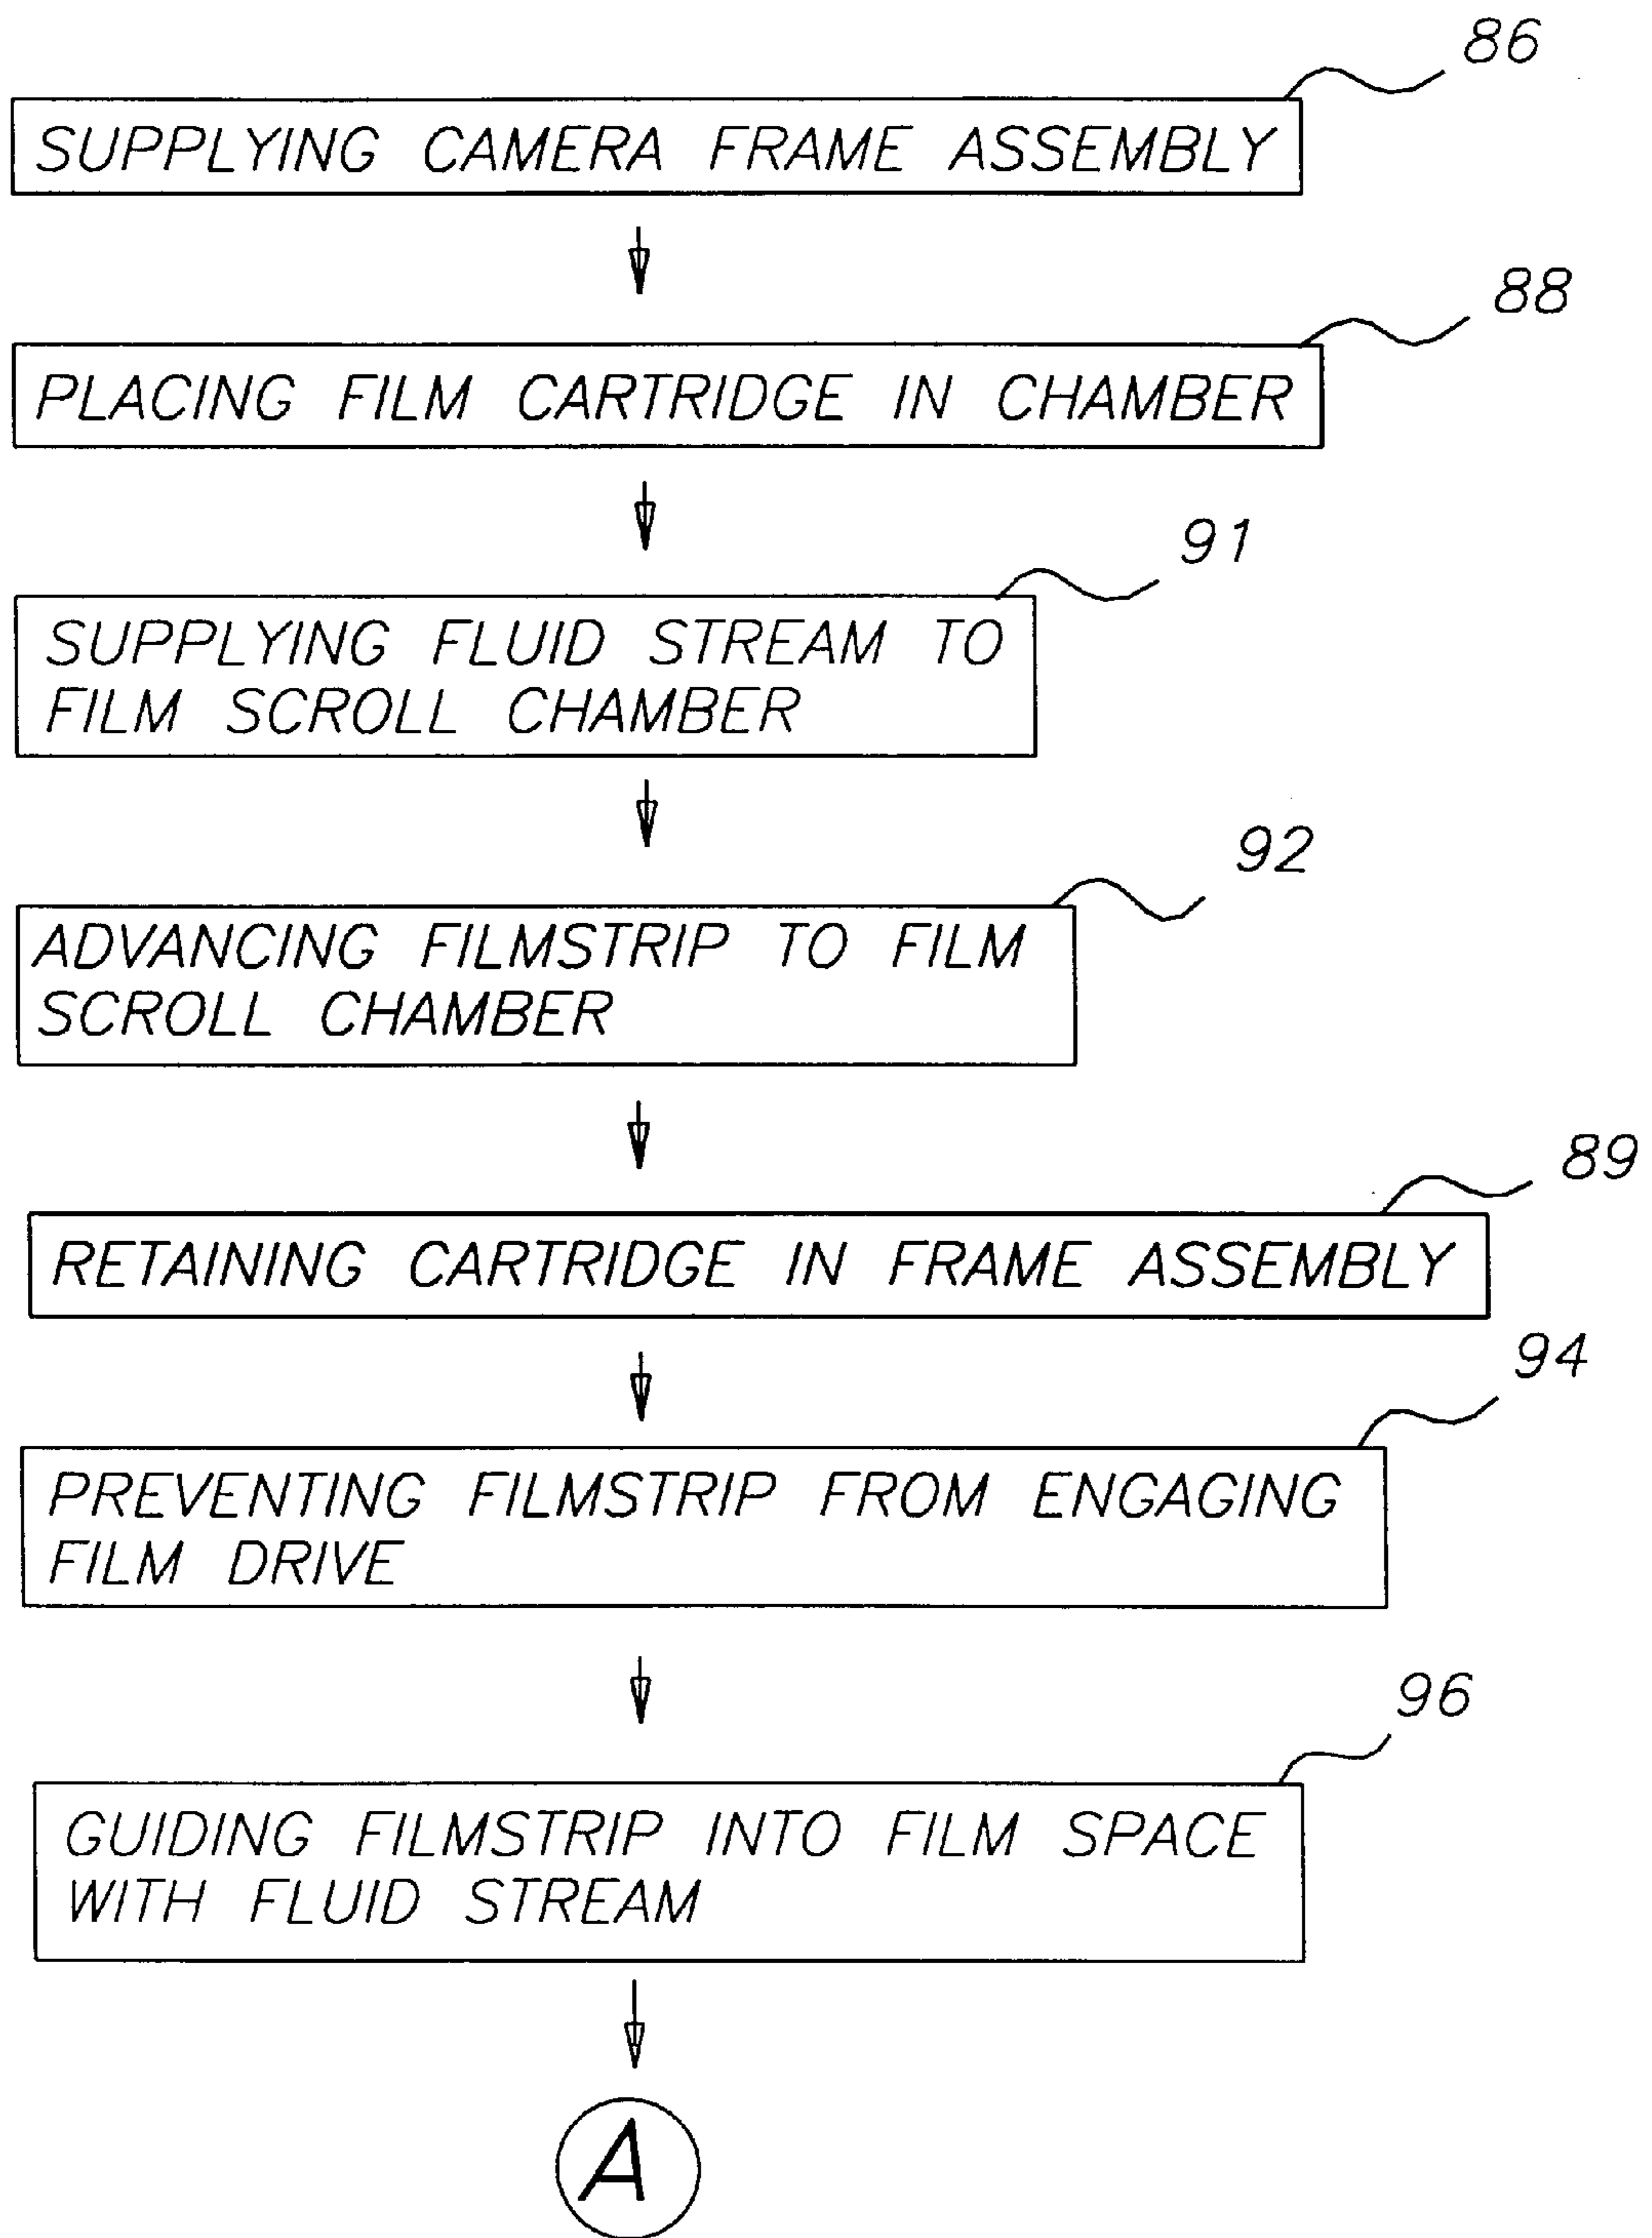 86
SUPPLYING CAMERA FRAME ASSEMBLY
88
PLACING FILM CARTRIDGE IN CHAMBER
91
SUPPLYING FLUID STREAM TO
FILM SCROLL CHAMBER
92
ADVANCING FILMSTRIP TO FILM
SCROLL CHAMBER
89
RETAINING CARTRIDGE IN FRAME ASSEMBLY
94
PREVENTING FILMSTRIP FROM ENGAGING
FILM DRIVE
96
GUIDING FILMSTRIP INTO FILM SPACE
WITH FLUID STREAM
A